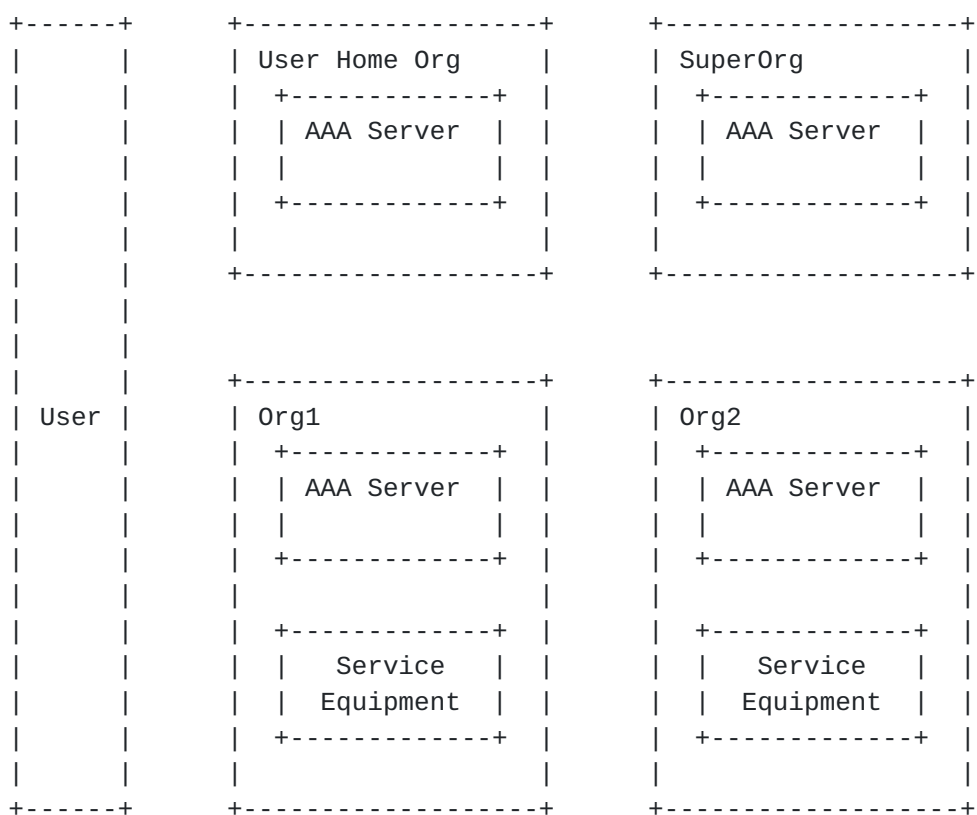 User Home Org
SuperOrg
AAA Server
AAA Server
User
Org1
Org2
AAA Server
AAA Server
Service
Equipment
Service
Equipment